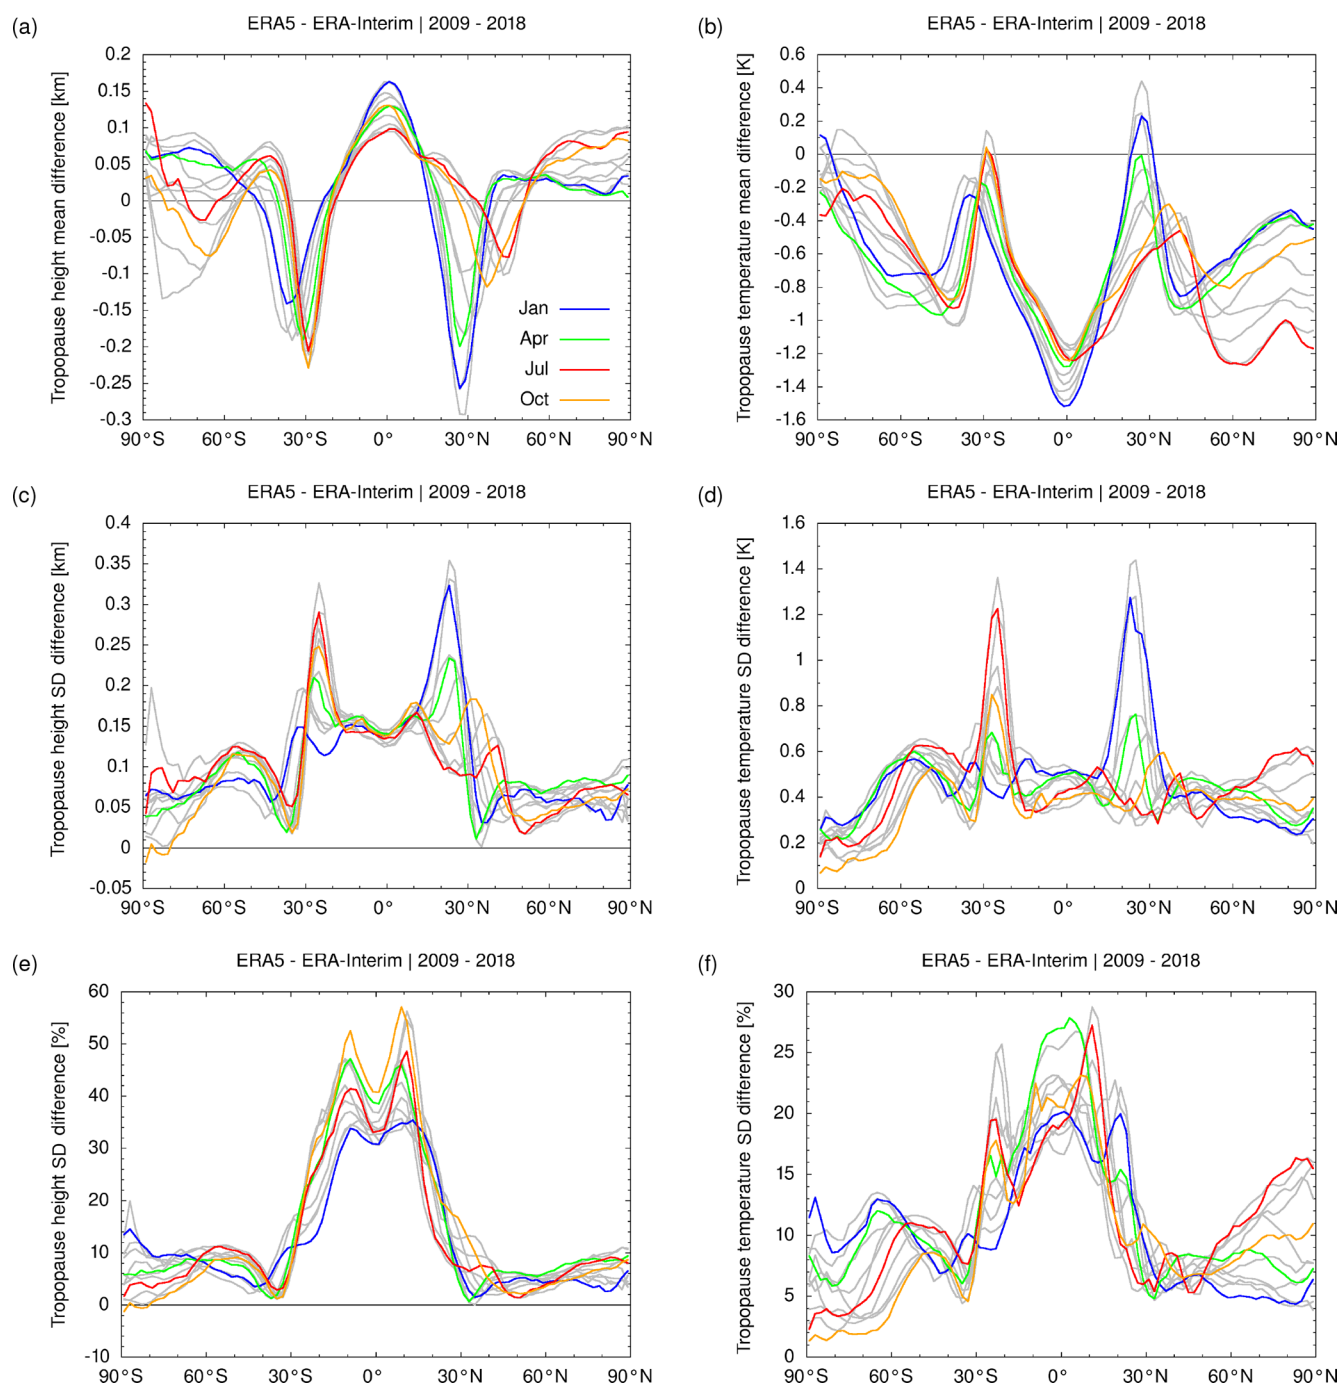 (a)
ERA5 - ERA-Interim | 2009 - 2018
Tropopause height mean difference [km]
0.2
0.15
0.1
0.05
0
-0.05
-0.1
-0.15
-0.2
-0.25
-0.3
Jan
Apr
Jul
Oct
90°S 60°S 30°S 0° 30°N 60°N 90°N
(b)
ERA5 - ERA-Interim | 2009 - 2018
Tropopause temperature mean difference [K]
0.6
0.4
0.2
0
-0.2
-0.4
-0.6
-0.8
-1
-1.2
-1.4
-1.6
90°S 60°S 30°S 0° 30°N 60°N 90°N
(c)
ERA5 - ERA-Interim | 2009 - 2018
Tropopause height SD difference [km]
0.4
0.35
0.3
0.25
0.2
0.15
0.1
0.05
0
-0.05
90°S 60°S 30°S 0° 30°N 60°N 90°N
(d)
ERA5 - ERA-Interim | 2009 - 2018
Tropopause temperature SD difference [K]
1.6
1.4
1.2
1
0.8
0.6
0.4
0.2
0
90°S 60°S 30°S 0° 30°N 60°N 90°N
(e)
ERA5 - ERA-Interim | 2009 - 2018
Tropopause height SD difference [%]
60
50
40
30
20
10
0
-10
90°S 60°S 30°S 0° 30°N 60°N 90°N
(f)
ERA5 - ERA-Interim | 2009 - 2018
Tropopause temperature SD difference [%]
30
25
20
15
10
5
0
90°S 60°S 30°S 0° 30°N 60°N 90°N